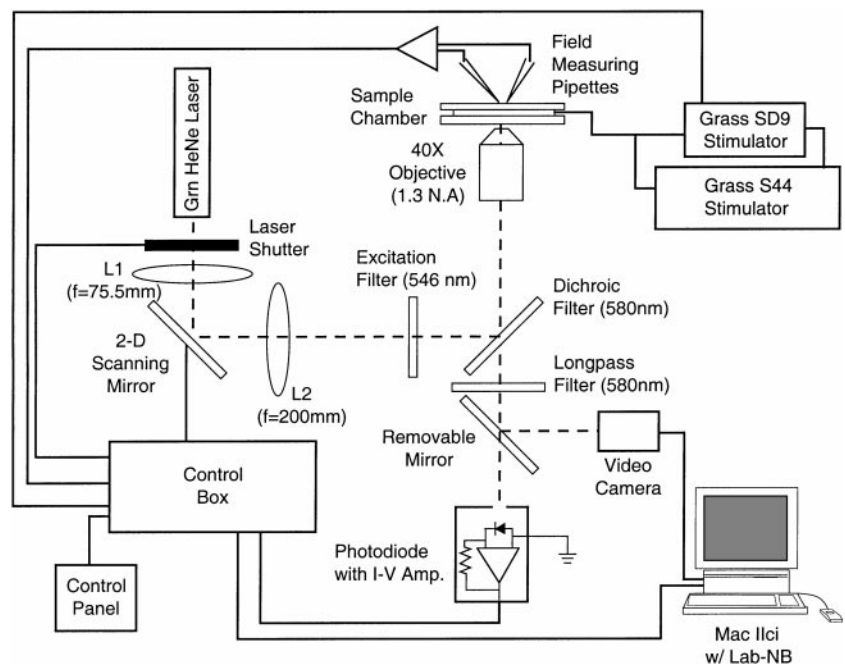 Field
Measuring
Pipettes
Grn HeNe Laser
Sample
Chamber
Grass SD9
Stimulator
40X
Objective
(1.3 N.A)
Grass S44
Stimulator
Laser
Shutter
L1
(f=75.5mm)
Excitation
Filter (546 nm)
Dichroic
Filter (580nm)
2-D
Scanning
Mirror
L2
(f=200mm)
Longpass
Filter (580nm)
Removable
Mirror
Video
Camera
Control
Box
Photodiode
with I-V Amp.
Control
Panel
Mac IIci
w/ Lab-NB